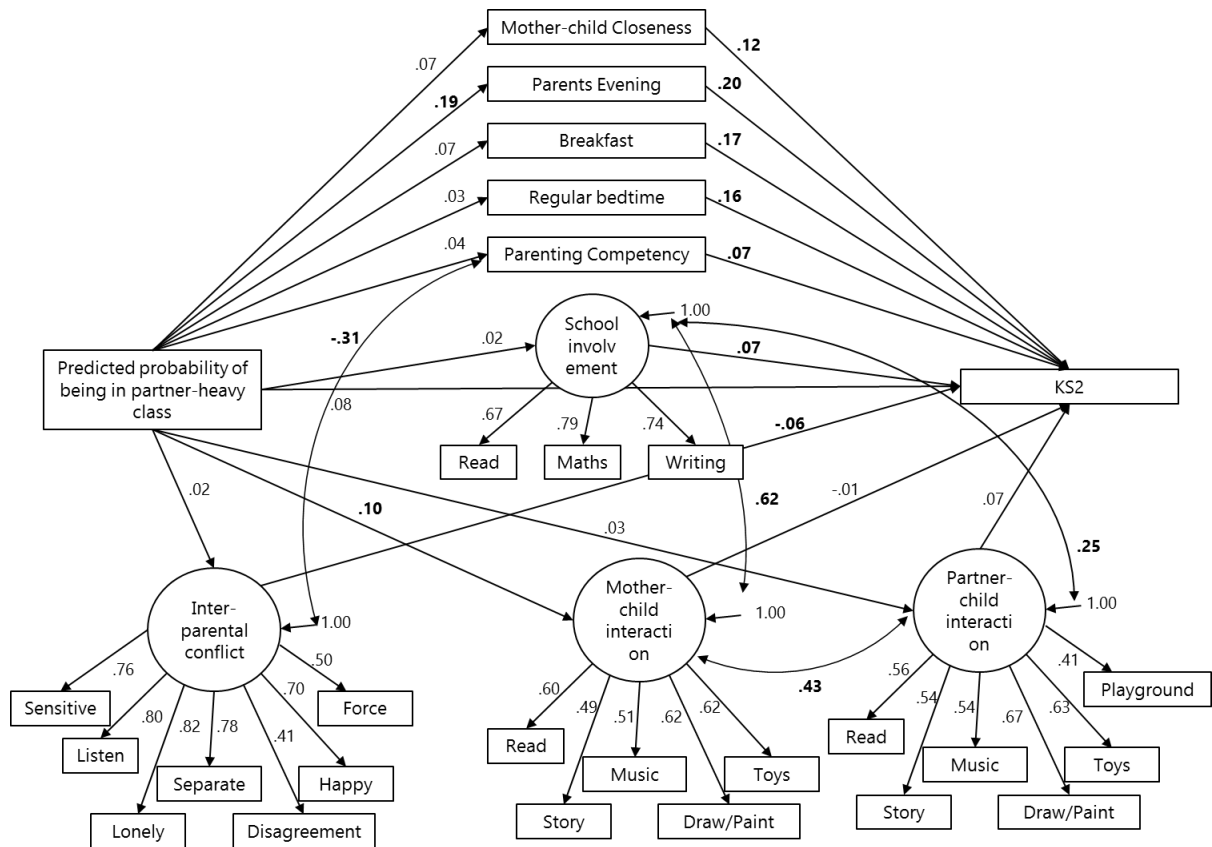 Mother-child Closeness
.12
.07
Parents Evening
.20
.19
Breakfast
.17
.07
Regular bedtime
.16
.03
Parenting Competency
.07
.04
1.00
School
involv
ement
-.31
.02
.07
Predicted probability of
being in partner-heavy
class
KS2
.08
.67
.79
.74
-.06
Read
Maths
Writing
.02
.10
-.01
.07
.62
.03
.25
Inter-
parental
conflict
1.00
Mother-
child
interacti
on
1.00
Partner-
child
interacti
on
1.00
.76
.50
.70
.80
.82
.78
.41
Sensitive
Force
Listen
Separate
Happy
Lonely
Disagreement
.43
.60
.49
.51
.62
.62
Read
Music
Toys
Story
Draw/Paint
.56
.54
.54
.67
.63
.41
Playground
Read
Music
Toys
Story
Draw/Paint